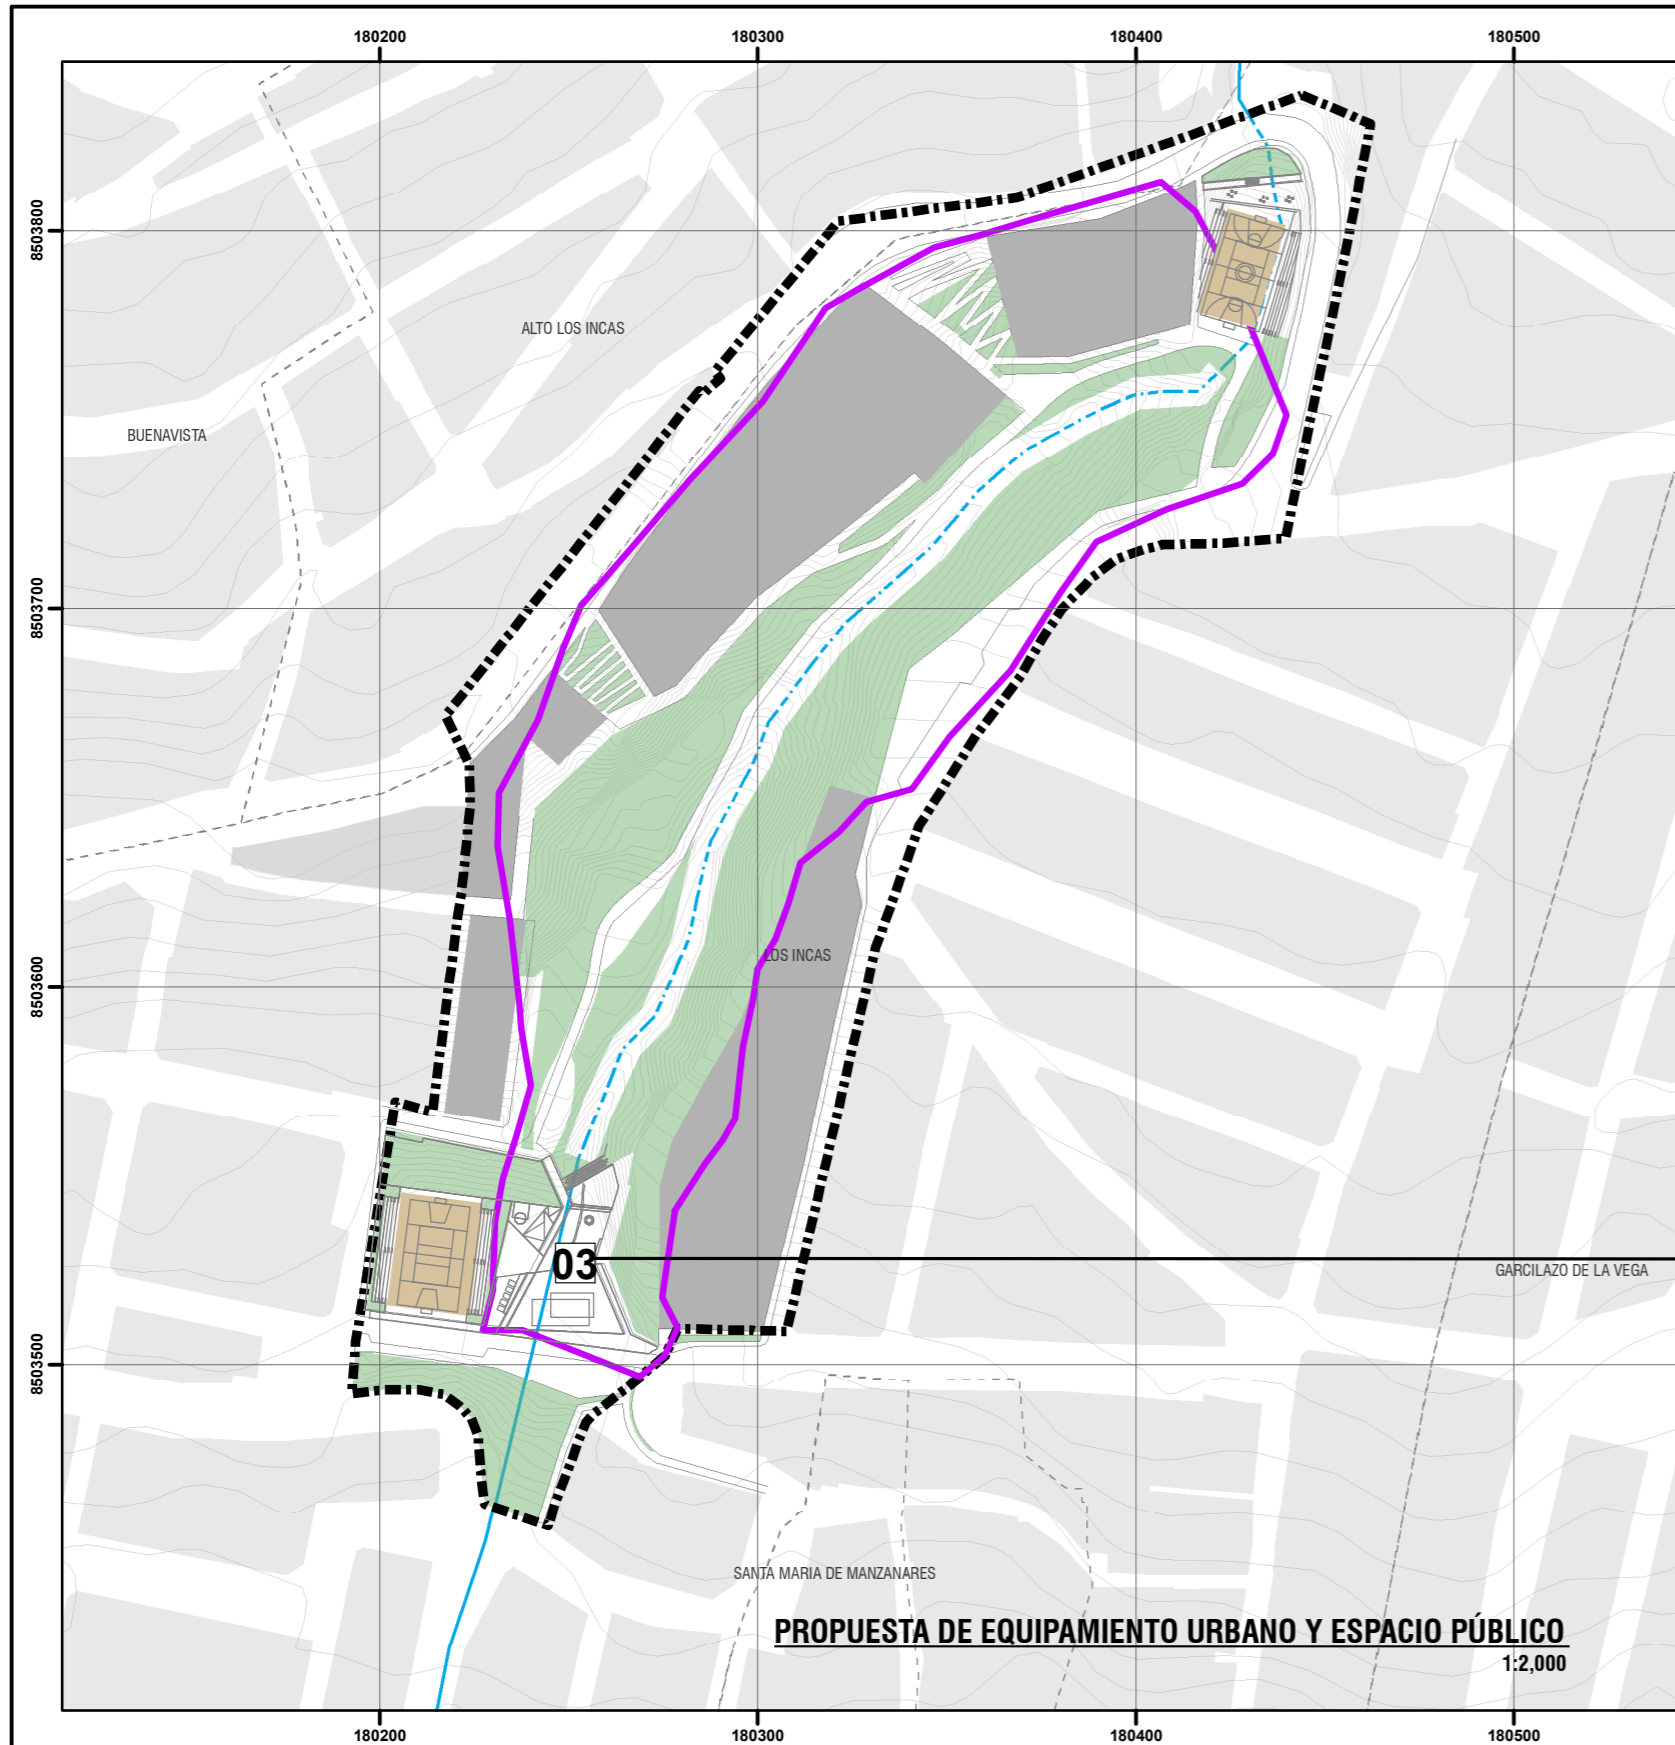 180200 180300 180400 180500
8503800
ALTO LOS INCAS
BUENAVISTA
8503700
LOS INCAS
8503600
03
GARCILAZO DE LA VEGA
8503500
SANTA MARIA DE MANZANARES
PROPUESTA DE EQUIPAMIENTO URBANO Y ESPACIO PÚBLICO
1:2,000
180200 180300 180400 180500